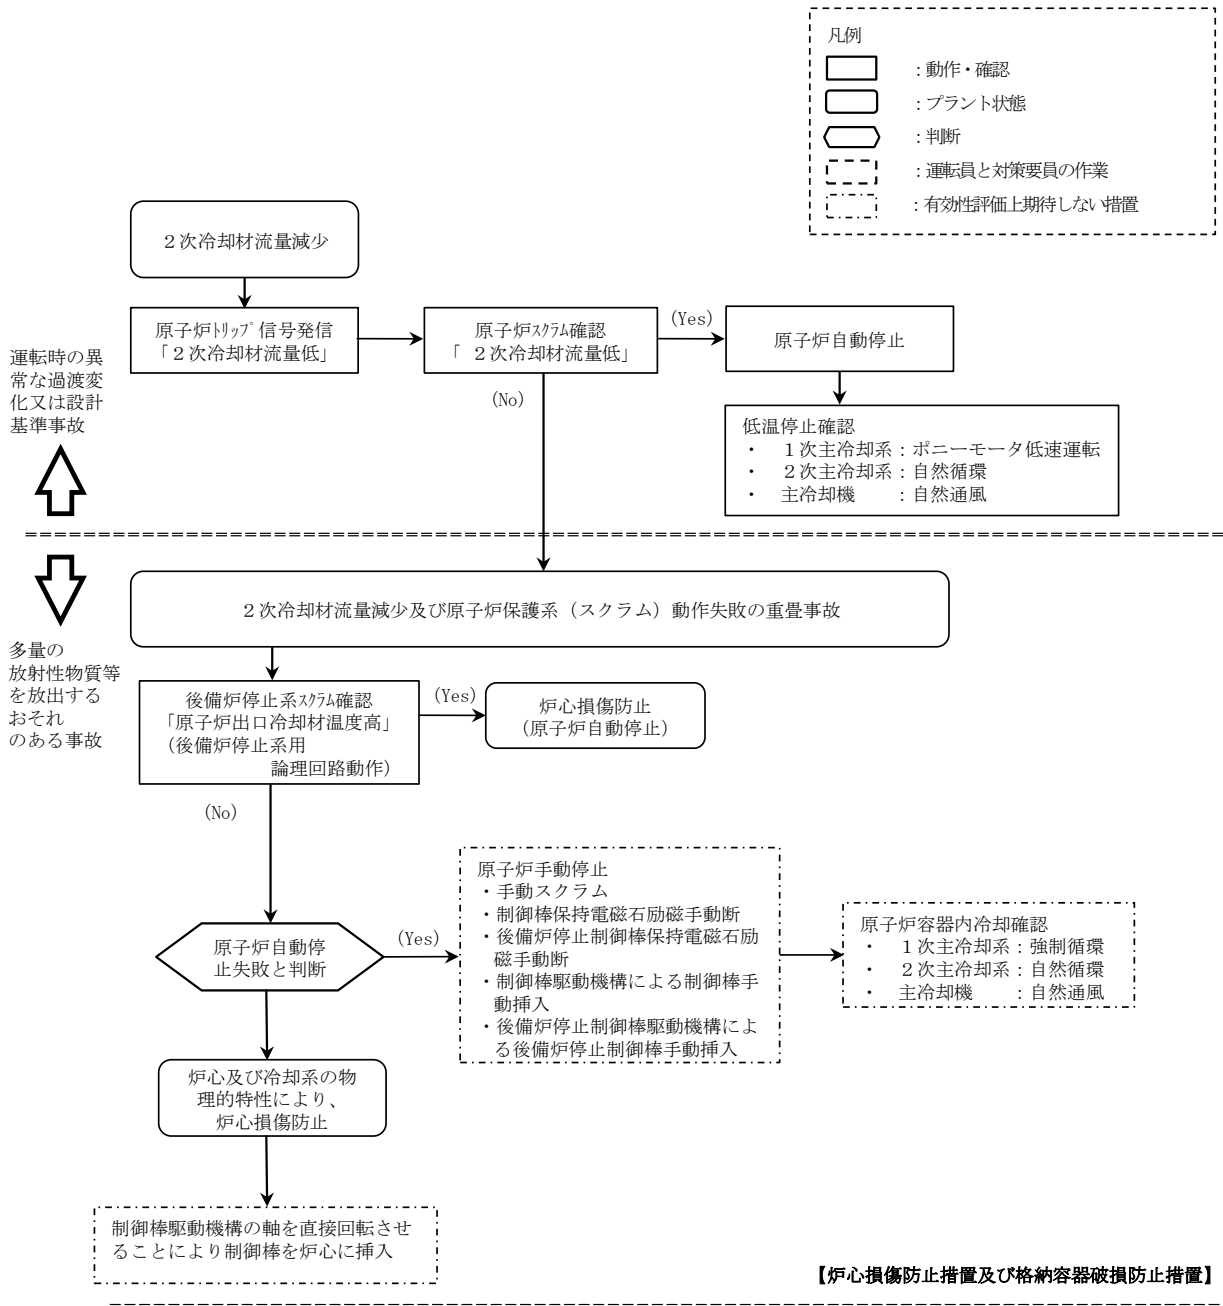 凡例
：動作・確認
：プラント状態
：判断
：運転員と対策要員の作業
：有効性評価上期待しない措置
２次冷却材流量減少
原子炉ﾄﾘｯﾌﾟ信号発信
「２次冷却材流量低」
原子炉ｽｸﾗﾑ確認
「 ２次冷却材流量低」
(Yes)
原子炉自動停止
(No)
運転時の異
常な過渡変
化又は設計
基準事故
低温停止確認
・　１次主冷却系：ポニーモータ低速運転
・　２次主冷却系：自然循環
・　主冷却機　　：自然通風
２次冷却材流量減少及び原子炉保護系（スクラム）動作失敗の重畳事故
多量の
放射性物質等
を放出する
おそれ
のある事故
後備炉停止系ｽｸﾗﾑ確認
「原子炉出口冷却材温度高」
（後備炉停止系用
論理回路動作）
(Yes)
炉心損傷防止
（原子炉自動停止）
(No)
原子炉自動停
止失敗と判断
(Yes)
原子炉手動停止
・手動スクラム
・制御棒保持電磁石励磁手動断
・後備炉停止制御棒保持電磁石励
磁手動断
・制御棒駆動機構による制御棒手
動挿入
・後備炉停止制御棒駆動機構によ
る後備炉停止制御棒手動挿入
原子炉容器内冷却確認
・　１次主冷却系：強制循環
・　２次主冷却系：自然循環
・　主冷却機　　：自然通風
炉心及び冷却系の物
理的特性により、
炉心損傷防止
制御棒駆動機構の軸を直接回転させ
ることにより制御棒を炉心に挿入
【炉心損傷防止措置及び格納容器破損防止措置】